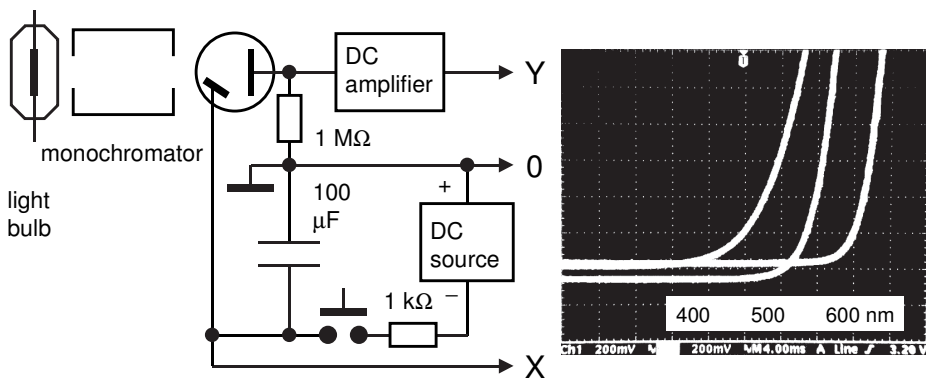 DC
amplifier
Y
1 MΩ
monochromator
0
light
bulb
100
μF
+
DC
source
−
1 kΩ
X
400 500 600 nm
Ch1 200mV 200mV M4.00ms A Line 3.20 V